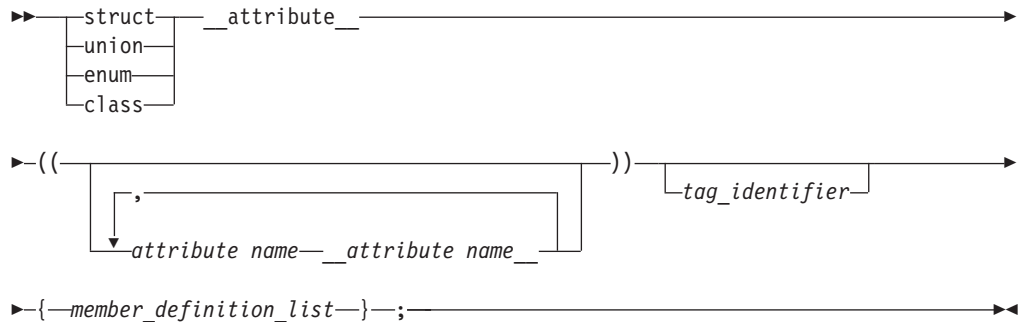 struct __attribute__
union
enum
class
(( ))
tag_identifier
,
attribute name __attribute name__
{ member_definition_list } ;